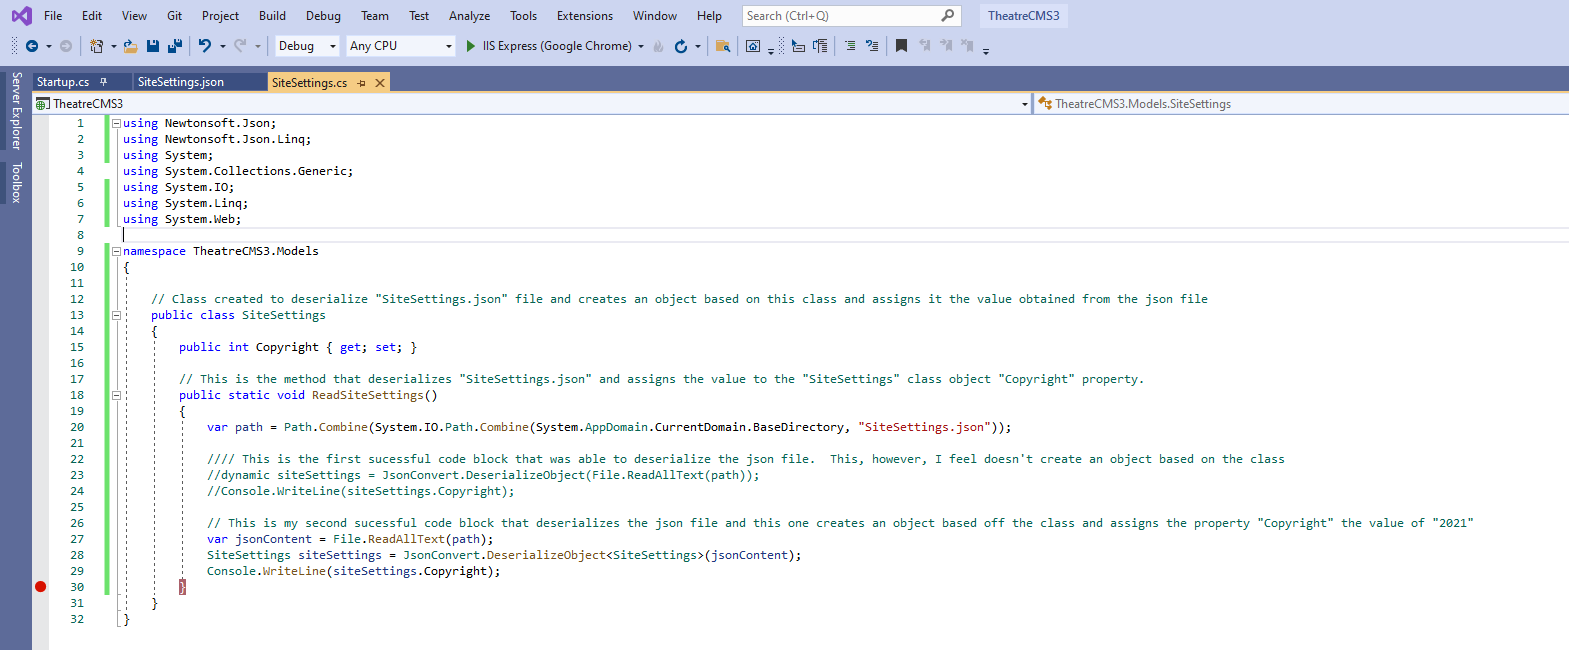 File Edit View Git Project Build Debug Team Test Analyze Tools Extensions Window Help Search (Ctrl+Q) TheatreCMS3
Debug Any CPU IIS Express (Google Chrome)
Startup.cs SiteSettings.json SiteSettings.cs
TheatreCMS3 TheatreCMS3.Models.SiteSettings
Server Explorer
Toolbox
1 using Newtonsoft.Json;
2 using Newtonsoft.Json.Linq;
3 using System;
4 using System.Collections.Generic;
5 using System.IO;
6 using System.Linq;
7 using System.Web;
8
9 namespace TheatreCMS3.Models
10 {
11
12 // Class created to deserialize "SiteSettings.json" file and creates an object based on this class and assigns it the value obtained from the json file
13 public class SiteSettings
14 {
15 public int Copyright { get; set; }
16
17 // This is the method that deserializes "SiteSettings.json" and assigns the value to the "SiteSettings" class object "Copyright" property.
18 public static void ReadSiteSettings()
19 {
20 var path = Path.Combine(System.IO.Path.Combine(System.AppDomain.CurrentDomain.BaseDirectory, "SiteSettings.json"));
21
22 //// This is the first sucessful code block that was able to deserialize the json file.  This, however, I feel doesn't create an object based on the class
23 //dynamic siteSettings = JsonConvert.DeserializeObject(File.ReadAllText(path));
24 //Console.WriteLine(siteSettings.Copyright);
25
26 // This is my second sucessful code block that deserializes the json file and this one creates an object based off the class and assigns the property "Copyright" the value of "2021"
27 var jsonContent = File.ReadAllText(path);
28 SiteSettings siteSettings = JsonConvert.DeserializeObject<SiteSettings>(jsonContent);
29 Console.WriteLine(siteSettings.Copyright);
30 }
31 }
32 }